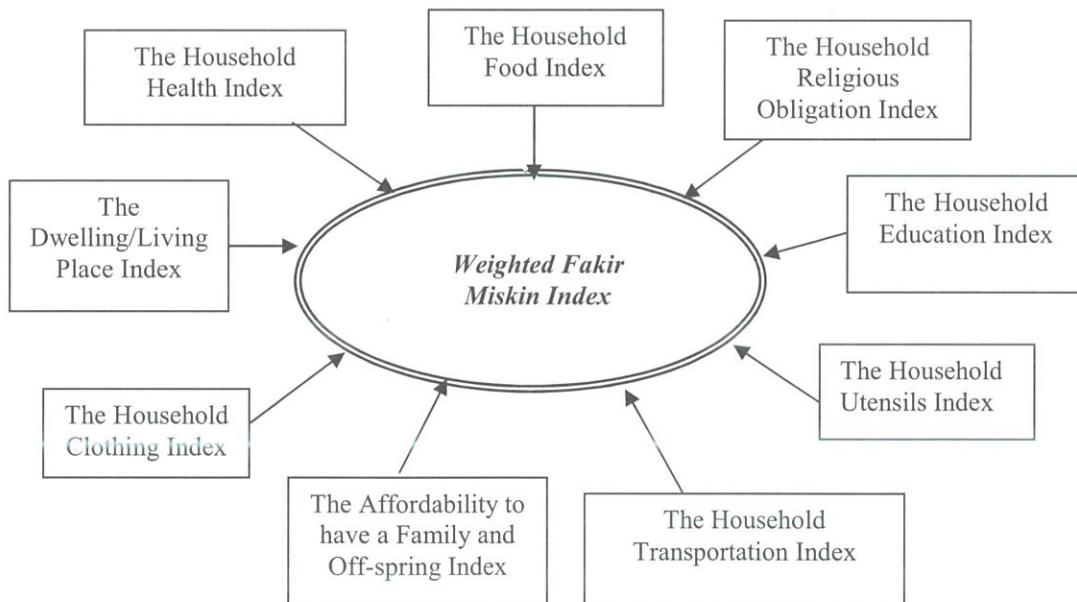 The Household
Health Index
The Household
Food Index
The Household
Religious
Obligation Index
The
Dwelling/Living
Place Index
Weighted Fakir
Miskin Index
The Household
Education Index
The Household
Clothing Index
The Affordability to
have a Family and
Off-spring Index
The Household
Transportation Index
The Household
Utensils Index